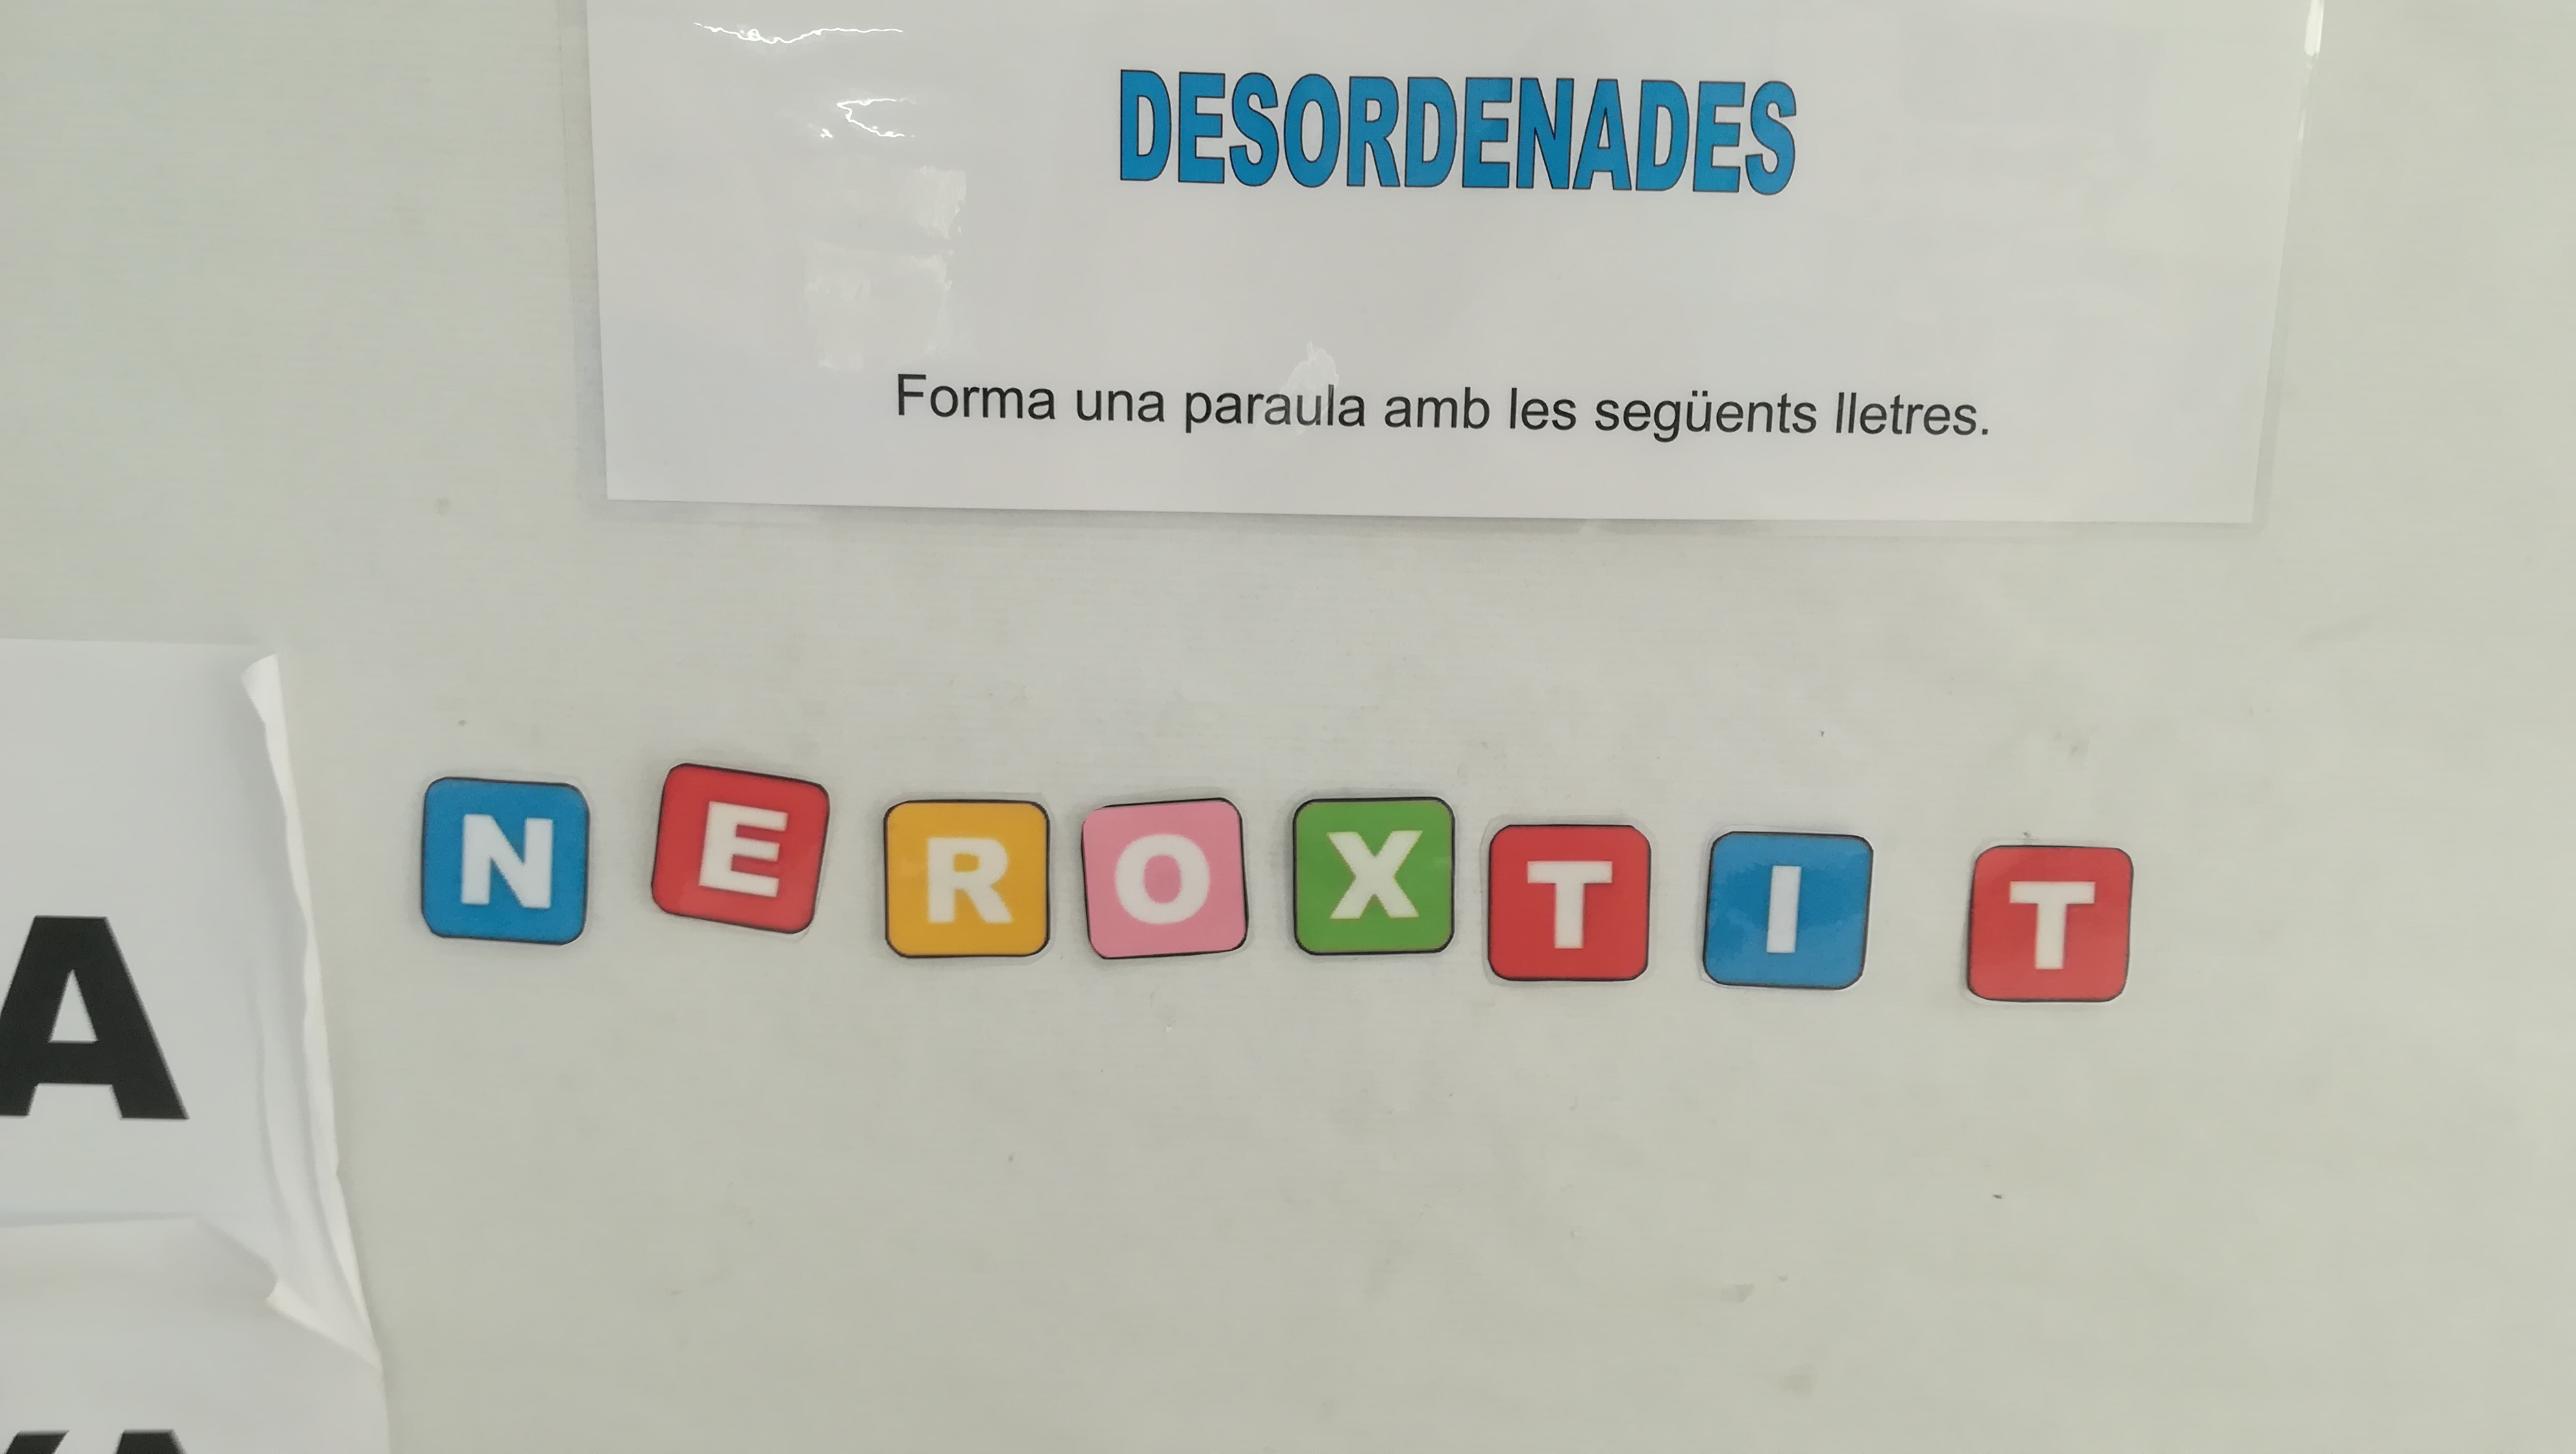 DESORDENADES
Forma una paraula amb les següents lletres.
N E R O X T I T
A